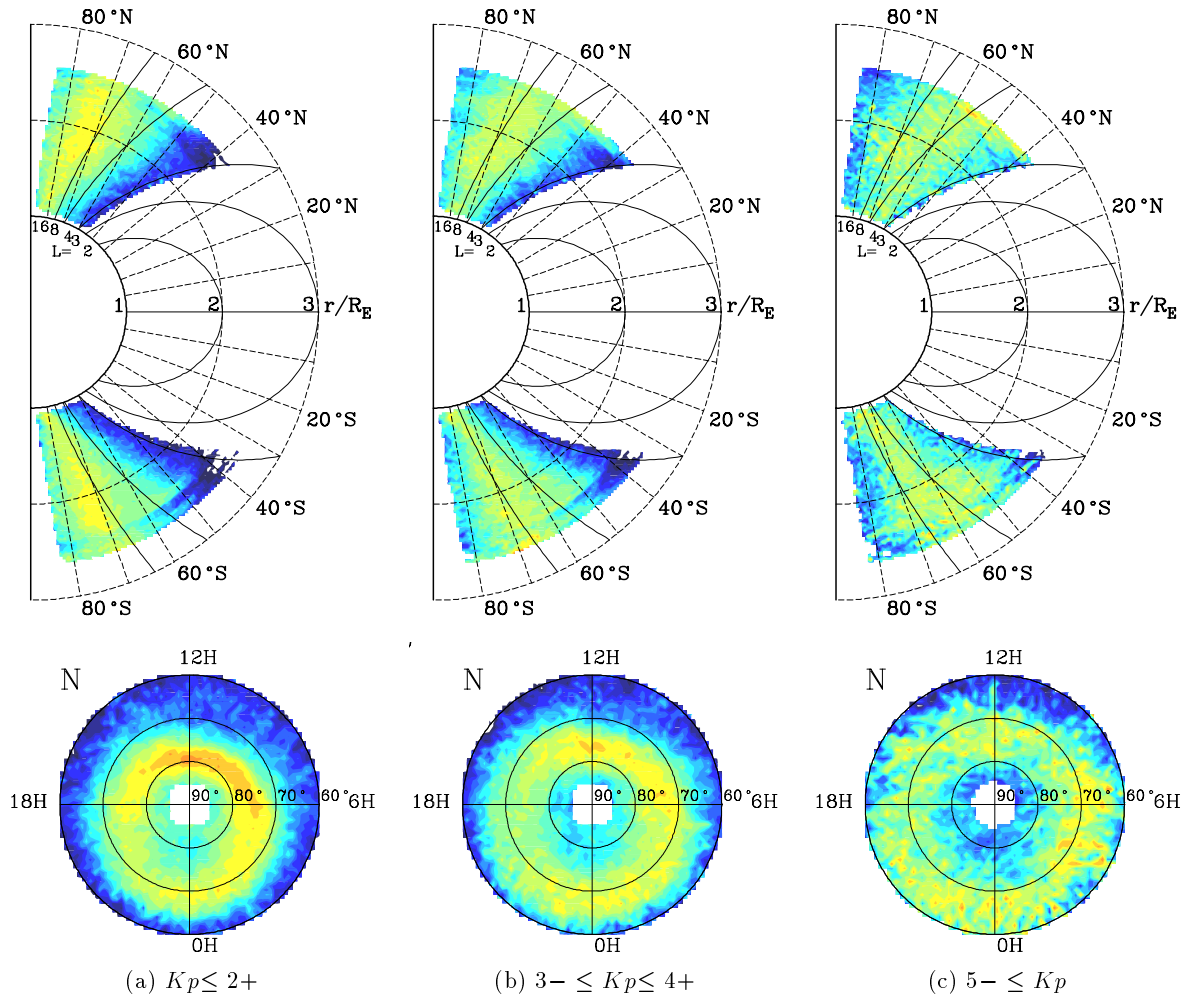 80°N 80°N 80°N
60°N 60°N 60°N
40°N 40°N 40°N
20°N 20°N 20°N
16 8 4 3 2 16 8 4 3 2 16 8 4 3 2
L= L= L=
1 2 3 r/R_E 1 2 3 r/R_E 1 2 3 r/R_E
20°S 20°S 20°S
40°S 40°S 40°S
60°S 60°S 60°S
80°S 80°S 80°S
N 12H N 12H N 12H
18H 90° 80° 70° 60° 6H 18H 90° 80° 70° 60° 6H 18H 90° 80° 70° 60° 6H
0H 0H 0H
(a) Kp≤ 2+ (b) 3− ≤ Kp≤ 4+ (c) 5− ≤ Kp